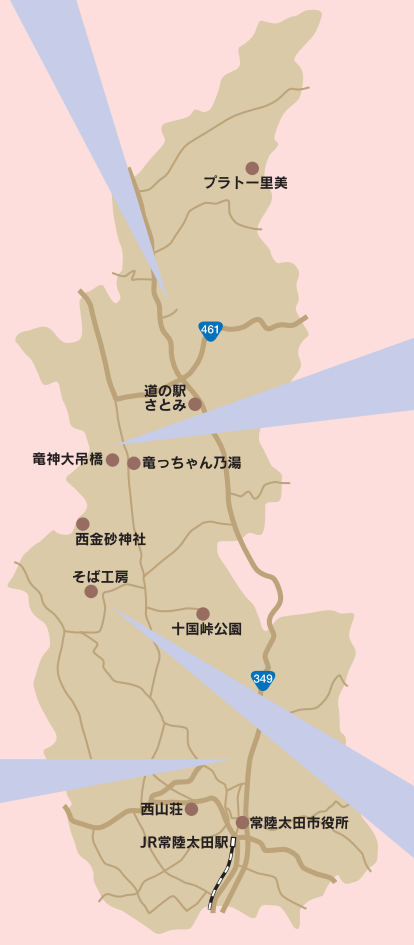 プラトー里美
461
道の駅
さとみ
竜神大吊橋
竜っちゃん乃湯
西金砂神社
そば工房
十国峠公園
349
西山荘
常陸太田市役所
JR常陸太田駅